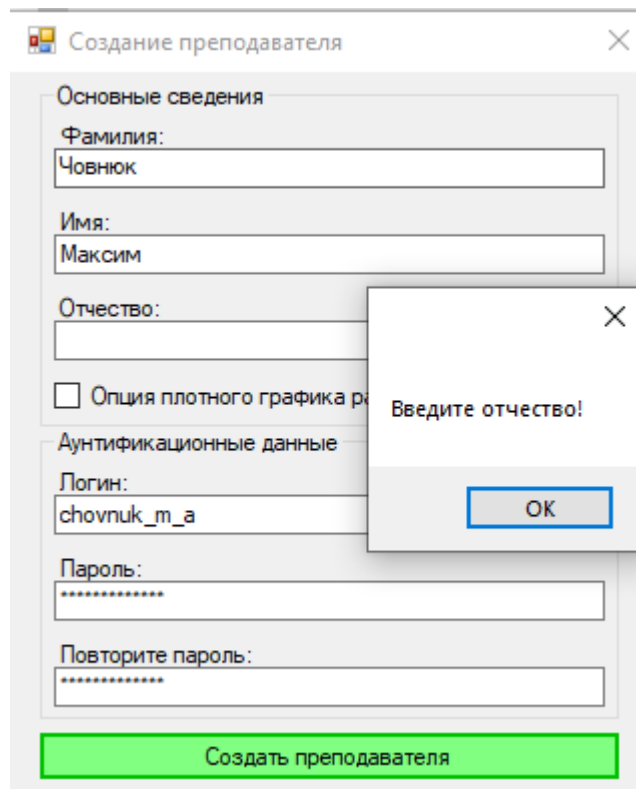 Создание преподавателя
Основные сведения
Фамилия:
Човнюк
Имя:
Максим
Отчество:
Опция плотного графика ра
Введите отчество!
OK
Аунтификационные данные
Логин:
chovnuk_m_a
Пароль:
*************
Повторите пароль:
*************
Создать преподавателя